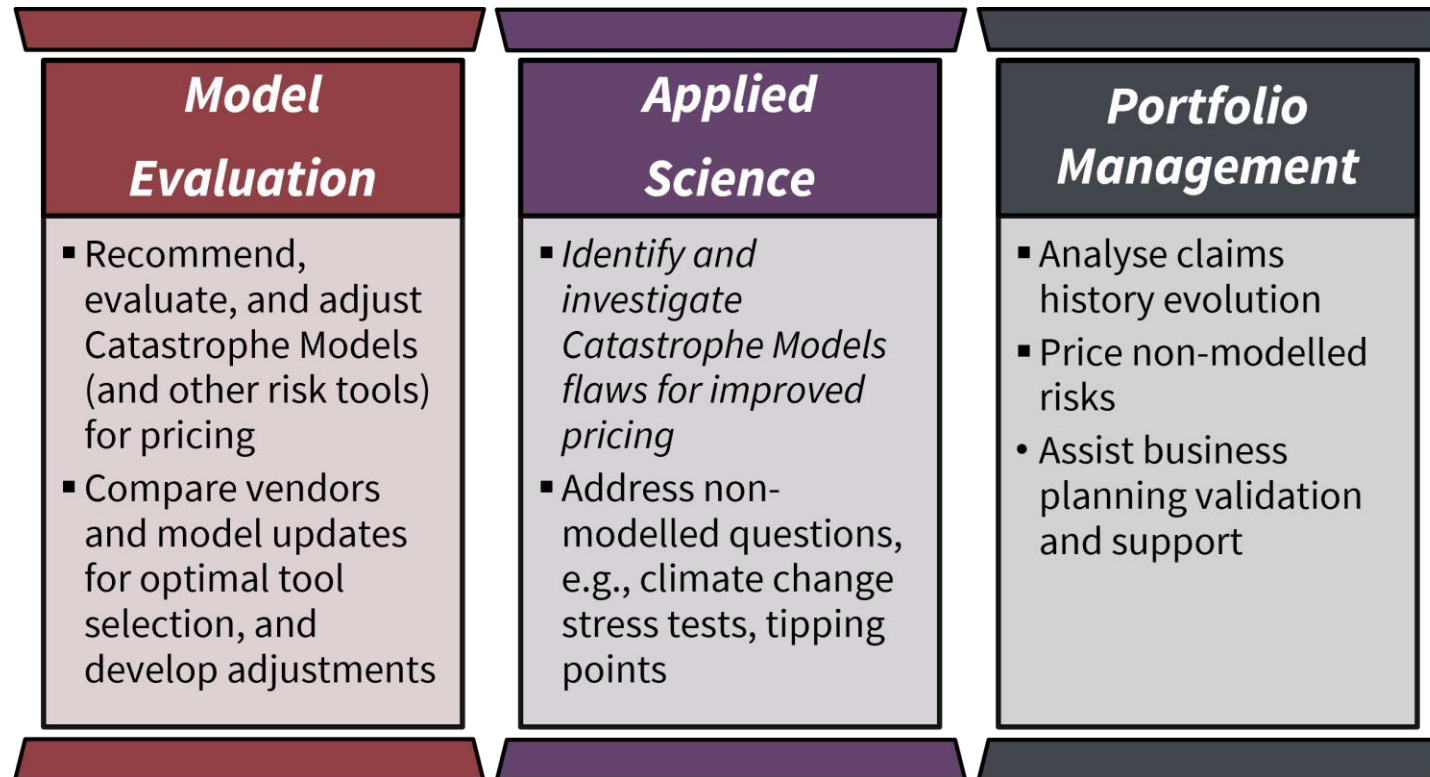 Model
Evaluation
▪ Recommend,
evaluate, and adjust
Catastrophe Models
(and other risk tools)
for pricing
▪ Compare vendors
and model updates
for optimal tool
selection, and
develop adjustments
Applied
Science
▪ Identify and
investigate
Catastrophe Models
flaws for improved
pricing
▪ Address non-
modelled questions,
e.g., climate change
stress tests, tipping
points
Portfolio
Management
▪ Analyse claims
history evolution
▪ Price non-modelled
risks
• Assist business
planning validation
and support